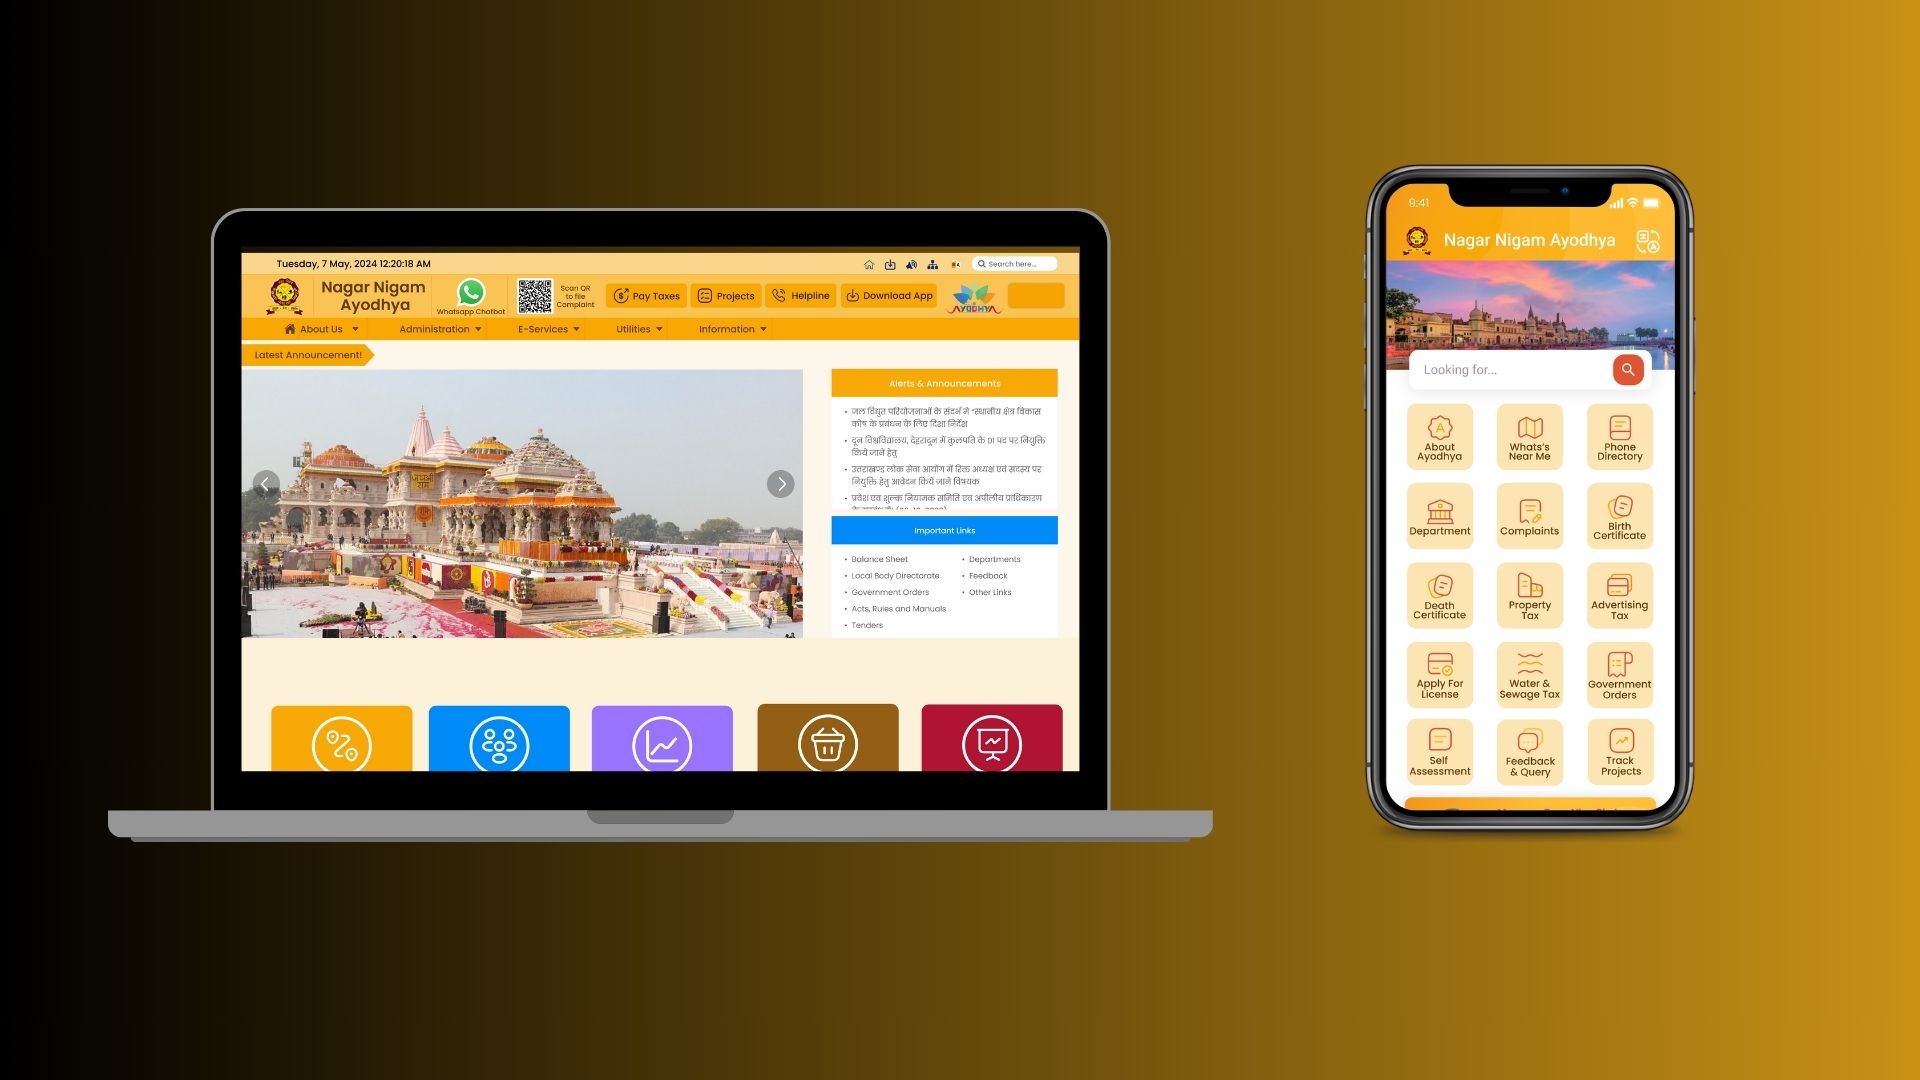 Tuesday, 7 May, 2024 12:20:18 AM
Search here...
Nagar Nigam
Ayodhya
Whatsapp Chatbot
Scan QR
to file
Complaint
Pay Taxes
Projects
Helpline
Download App
AYODHYA
About Us
Administration
E-Services
Utilities
Information
Latest Announcement!
जय श्री
राम
Alerts & Announcements
• जल विद्युत परियोजनाओं के संदर्भ में "स्थानीय क्षेत्र विकास
कोष के प्रबंधन के लिए दिशा निर्देश
• दून विश्वविद्यालय, देहरादून में कुलपति के 01 पद पर नियुक्ति
किये जाने हेतु
• उत्तराखण्ड लोक सेवा आयोग में रिक्त अध्यक्ष एवं सदस्य पर
नियुक्ति हेतु आवेदन किये जाने विषयक
• प्रवेश एवं शुल्क नियामक समिति एवं अपीलीय प्राधिकरण
Important Links
• Balance Sheet
• Local Body Directorate
• Government Orders
• Acts, Rules and Manuals
• Tenders
• Departments
• Feedback
• Other Links
9:41
Nagar Nigam Ayodhya
Looking for...
About
Ayodhya
Whats's
Near Me
Phone
Directory
Department
Complaints
Birth
Certificate
Death
Certificate
Property
Tax
Advertising
Tax
Apply For
License
Water &
Sewage Tax
Government
Orders
Self
Assessment
Feedback
& Query
Track
Projects